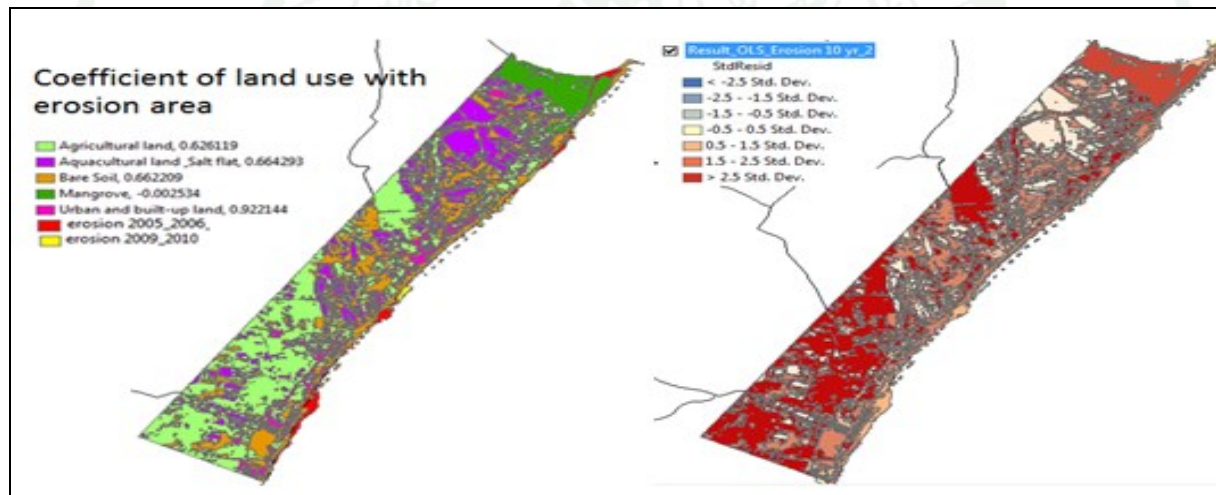 Coefficient of land use with
erosion area
Agricultural land, 0.626119
Aquacultural land _Salt flat, 0.664293
Bare Soil, 0.662209
Mangrove, -0.002534
Urban and built-up land, 0.922144
erosion 2005_2006_
erosion 2009_2010
Result_OLS_Erosion 10 yr_2
StdResid
< -2.5 Std. Dev.
-2.5 - -1.5 Std. Dev.
-1.5 - -0.5 Std. Dev.
-0.5 - 0.5 Std. Dev.
0.5 - 1.5 Std. Dev.
1.5 - 2.5 Std. Dev.
> 2.5 Std. Dev.